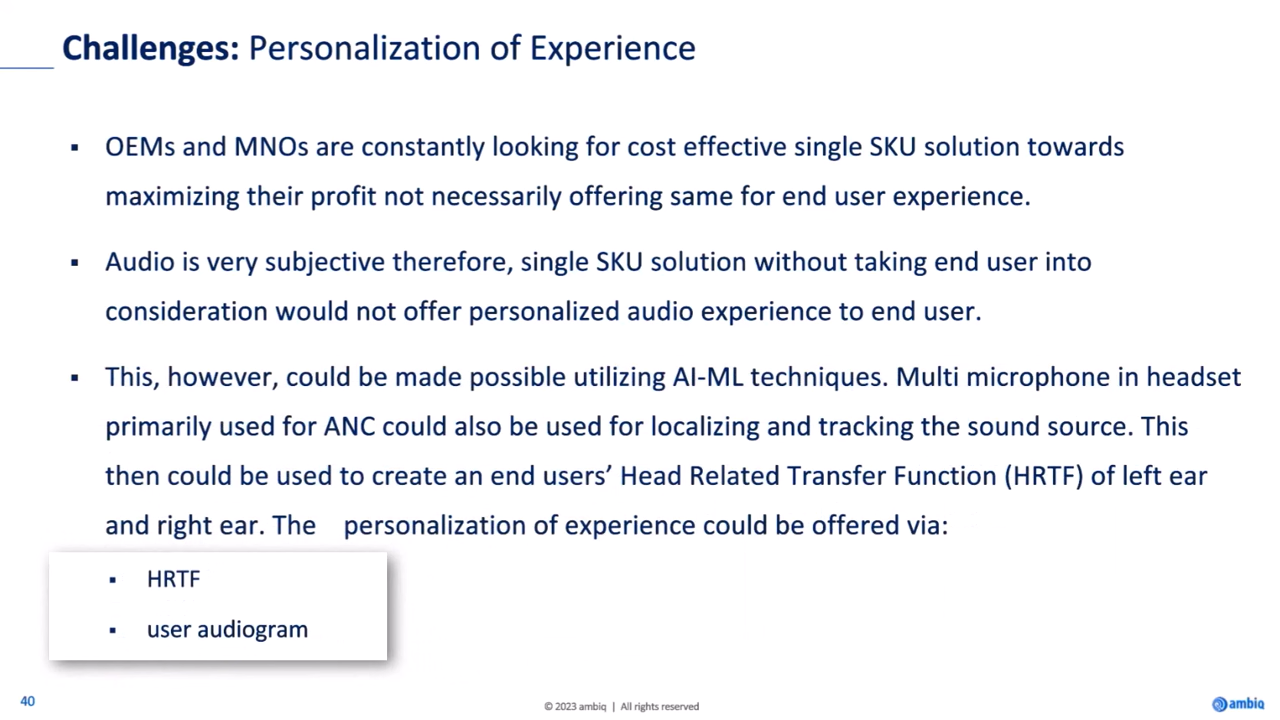 Challenges: Personalization of Experience
▪ OEMs and MNOs are constantly looking for cost effective single SKU solution towards
maximizing their profit not necessarily offering same for end user experience.
▪ Audio is very subjective therefore, single SKU solution without taking end user into
consideration would not offer personalized audio experience to end user.
▪ This, however, could be made possible utilizing AI-ML techniques. Multi microphone in headset
primarily used for ANC could also be used for localizing and tracking the sound source. This
then could be used to create an end users’ Head Related Transfer Function (HRTF) of left ear
and right ear. The personalization of experience could be offered via:
▪ HRTF
▪ user audiogram
40
© 2023 ambiq | All rights reserved
ambiq